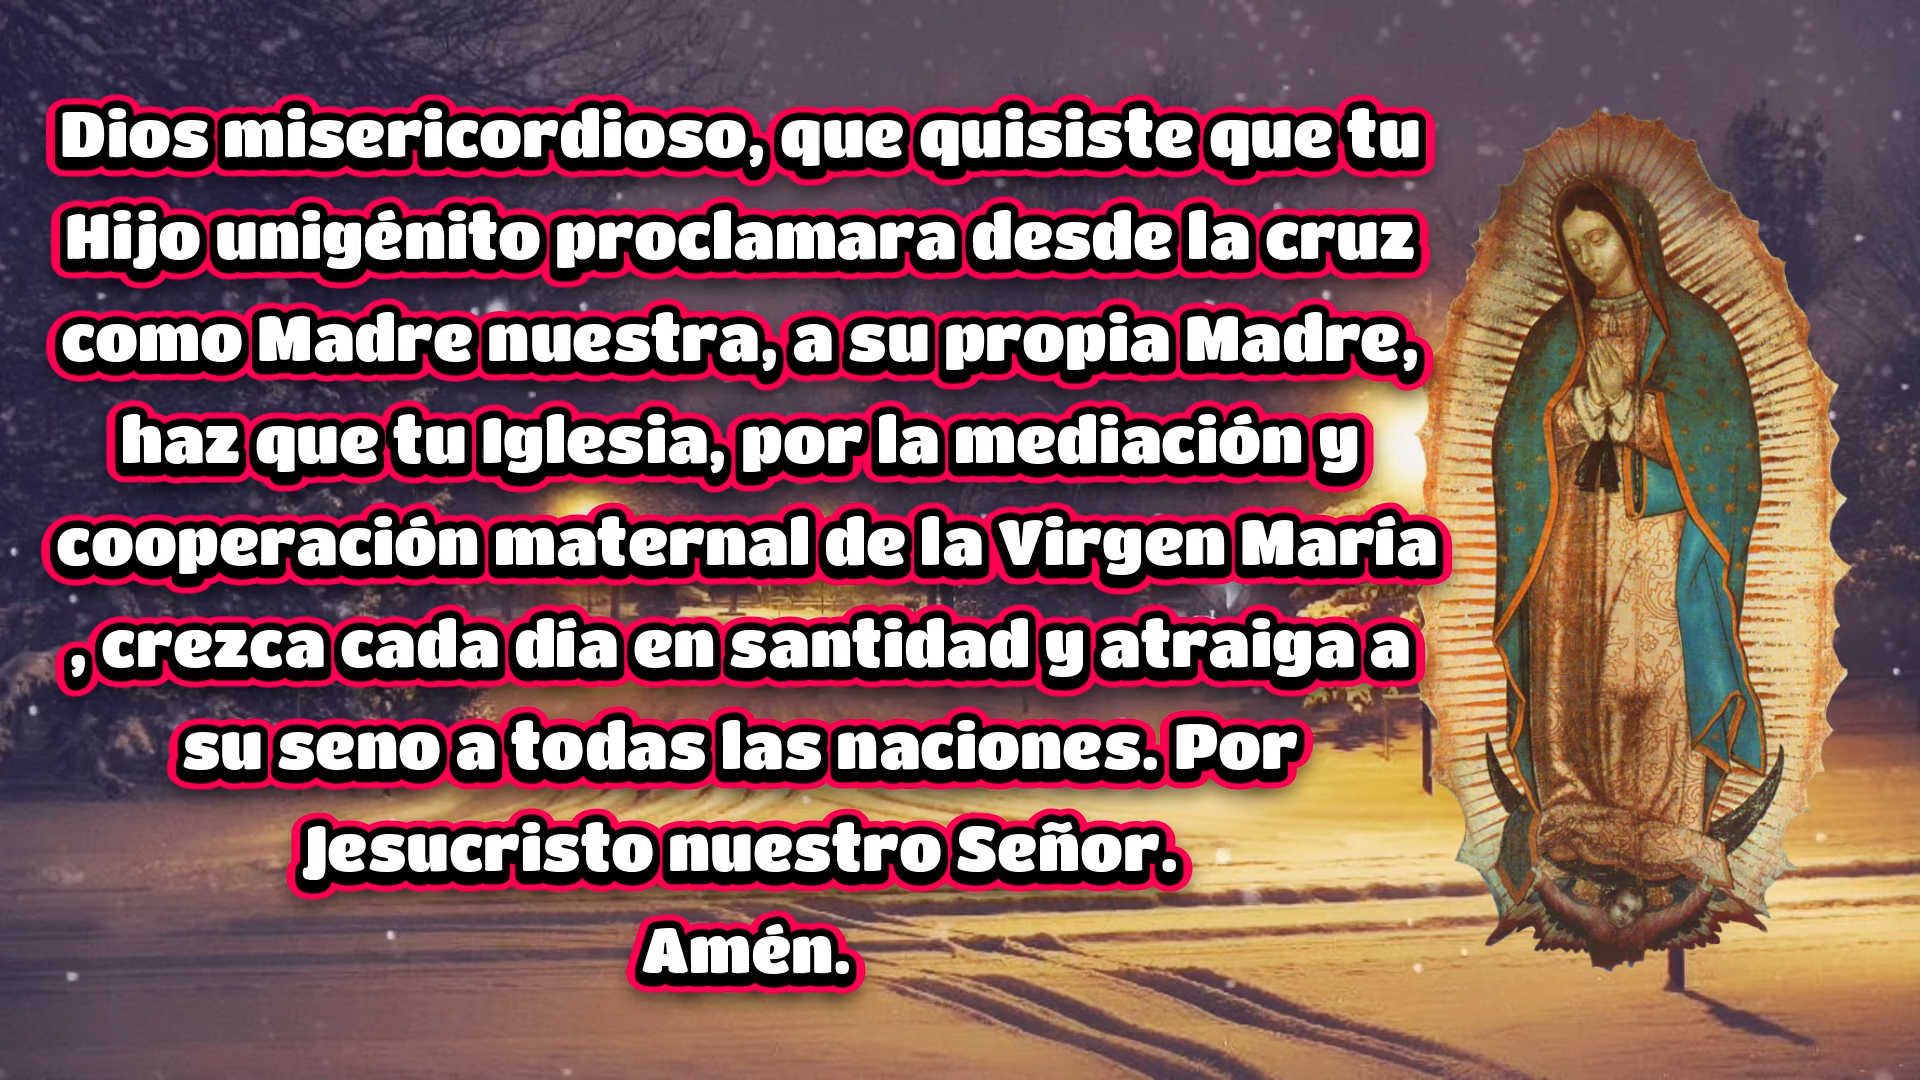 Dios misericordioso, que quisiste que tu
Hijo unigénito proclamara desde la cruz
como Madre nuestra, a su propia Madre,
haz que tu Iglesia, por la mediación y
cooperación maternal de la Virgen María
, crezca cada día en santidad y atraiga a
su seno a todas las naciones. Por
Jesucristo nuestro Señor.
Amén.